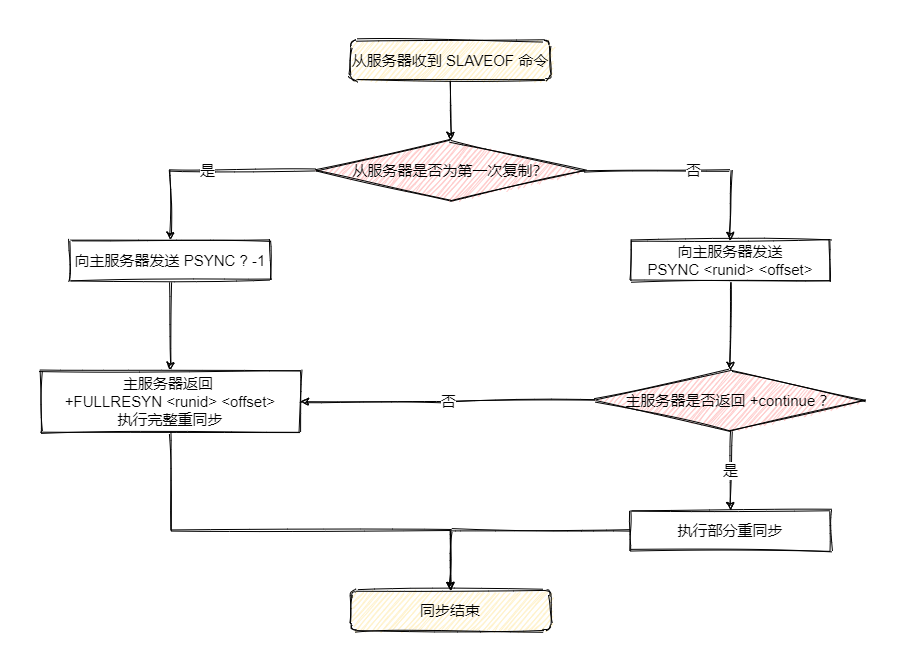 从服务器收到 SLAVEOF 命令
从服务器是否为第一次复制?
是
否
向主服务器发送 PSYNC ? -1
向主服务器发送
PSYNC <runid> <offset>
主服务器返回
+FULLRESYN <runid> <offset>
执行完整重同步
否
主服务器是否返回 +continue ?
是
执行部分重同步
同步结束